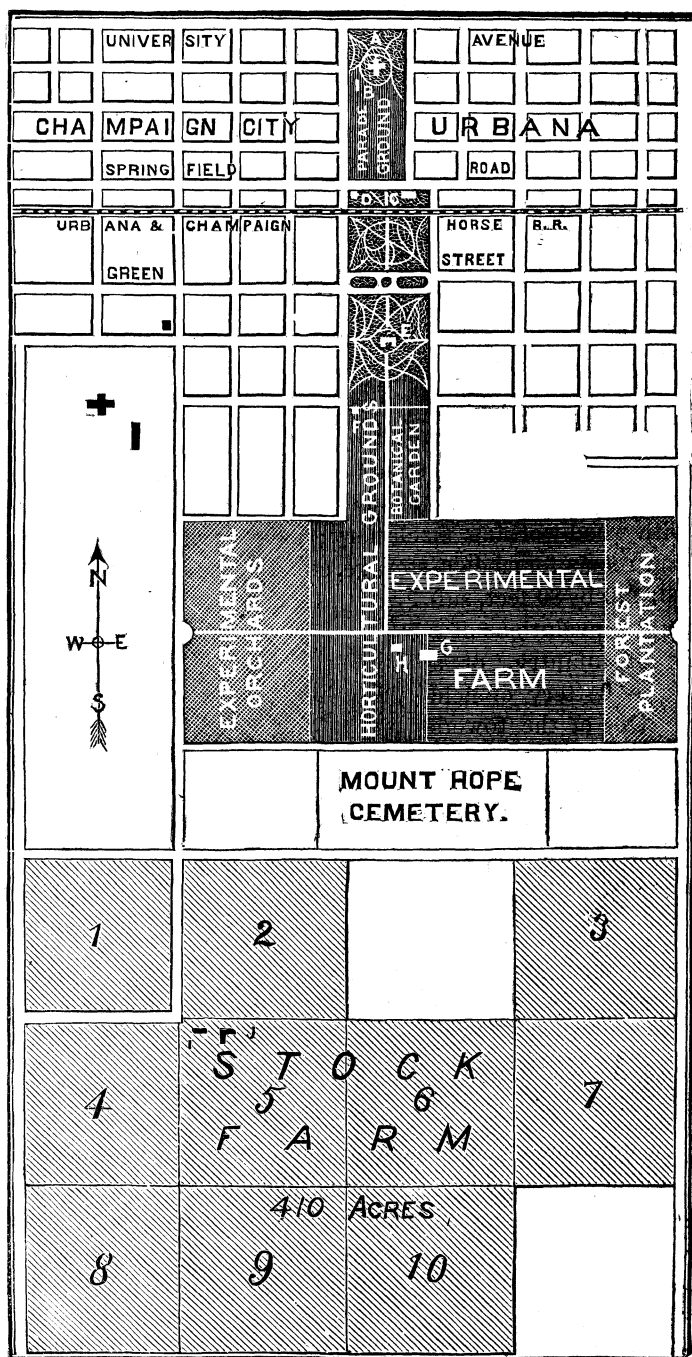 UNIVERSITY AVENUE
A
B
CHAMPAIGN CITY URBANA
PARADE GROUND
SPRINGFIELD ROAD
D C
URBANA & CHAMPAIGN HORSE R.R.
GREEN STREET
E
F
HORTICULTURAL GROUNDS
BOTANICAL GARDEN
EXPERIMENTAL ORCHARDS
EXPERIMENTAL
FARM
FOREST PLANTATION
N
W E
S
H
G
MOUNT HOPE
CEMETERY.
1 2 3
STOCK
4 5 6 7
FARM
410 ACRES
8 9 10